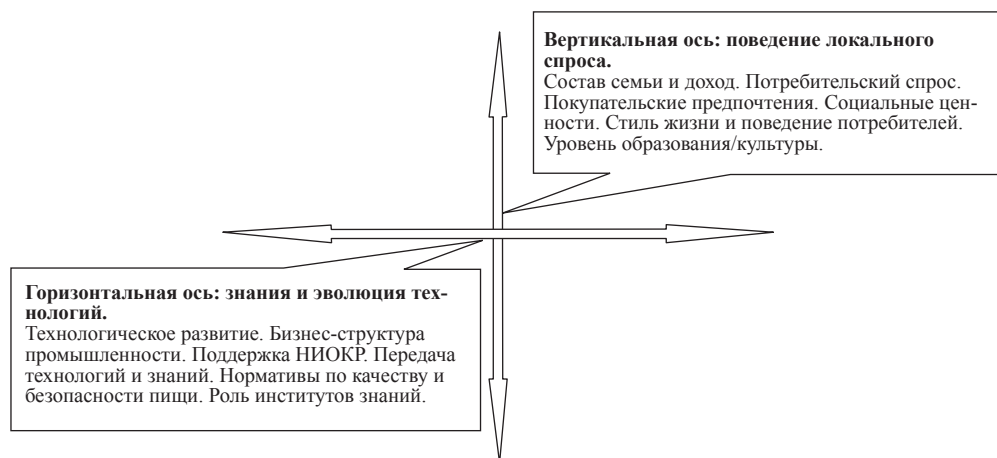 Вертикальная ось: поведение локального
спроса.
Состав семьи и доход. Потребительский спрос.
Покупательские предпочтения. Социальные цен-
ности. Стиль жизни и поведение потребителей.
Уровень образования/культуры.
Горизонтальная ось: знания и эволюция тех-
нологий.
Технологическое развитие. Бизнес-структура
промышленности. Поддержка НИОКР. Передача
технологий и знаний. Нормативы по качеству и
безопасности пищи. Роль институтов знаний.